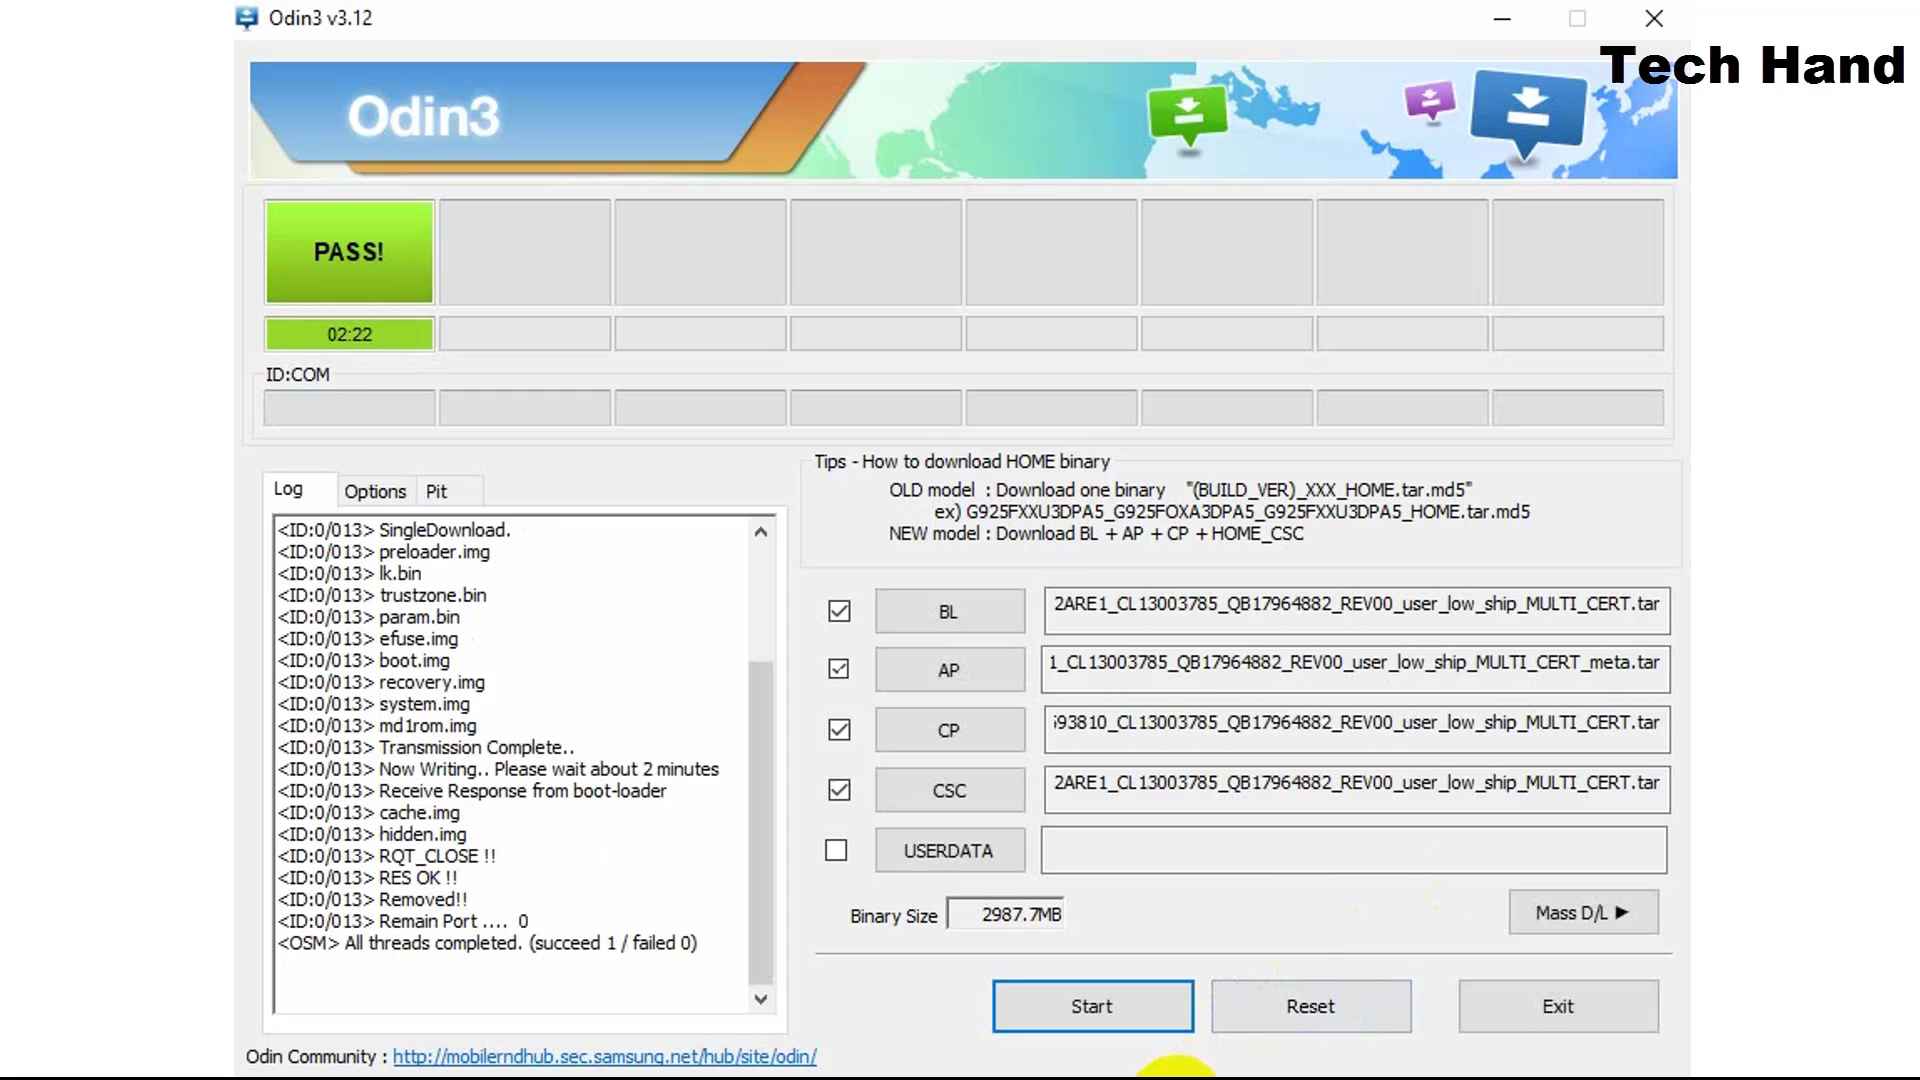 Odin3 v3.12
Tech Hand
Odin3
PASS!
02:22
ID:COM
Log
Options
Pit
<ID:0/013> SingleDownload.
<ID:0/013> preloader.img
<ID:0/013> lk.bin
<ID:0/013> trustzone.bin
<ID:0/013> param.bin
<ID:0/013> efuse.img
<ID:0/013> boot.img
<ID:0/013> recovery.img
<ID:0/013> system.img
<ID:0/013> md1rom.img
<ID:0/013> Transmission Complete..
<ID:0/013> Now Writing.. Please wait about 2 minutes
<ID:0/013> Receive Response from boot-loader
<ID:0/013> cache.img
<ID:0/013> hidden.img
<ID:0/013> RQT_CLOSE !!
<ID:0/013> RES OK !!
<ID:0/013> Removed!!
<ID:0/013> Remain Port .... 0
<OSM> All threads completed. (succeed 1 / failed 0)
Tips - How to download HOME binary
OLD model : Download one binary "(BUILD_VER)_XXX_HOME.tar.md5"
ex) G925FXXU3DPA5_G925FOXA3DPA5_G925FXXU3DPA5_HOME.tar.md5
NEW model : Download BL + AP + CP + HOME_CSC
BL 2ARE1_CL13003785_QB17964882_REV00_user_low_ship_MULTI_CERT.tar
AP 1_CL13003785_QB17964882_REV00_user_low_ship_MULTI_CERT_meta.tar
CP 93810_CL13003785_QB17964882_REV00_user_low_ship_MULTI_CERT.tar
CSC 2ARE1_CL13003785_QB17964882_REV00_user_low_ship_MULTI_CERT.tar
USERDATA
Binary Size 2987.7MB
Mass D/L ►
Start
Reset
Exit
Odin Community : http://mobilerndhub.sec.samsung.net/hub/site/odin/